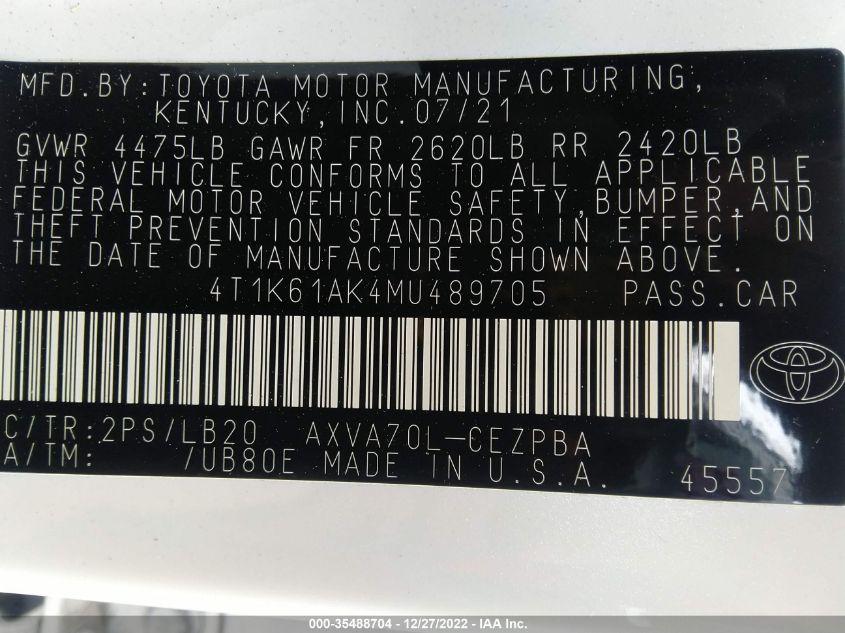 MFD.BY:TOYOTA MOTOR MANUFACTURING,
KENTUCKY,INC.07/21
GVWR 4475LB GAWR FR 2620LB RR 2420LB
THIS VEHICLE CONFORMS TO ALL APPLICABLE
FEDERAL MOTOR VEHICLE SAFETY,BUMPER,AND
THEFT PREVENTION STANDARDS IN EFFECT ON
THE DATE OF MANUFACTURE SHOWN ABOVE.
4T1K61AK4MU489705 PASS.CAR
C/TR:2PS/LB20 AXVA70L-CEZPBA
A/TM: /UB80E MADE IN U.S.A. 45557
000-35488704 - 12/27/2022 - IAA Inc.